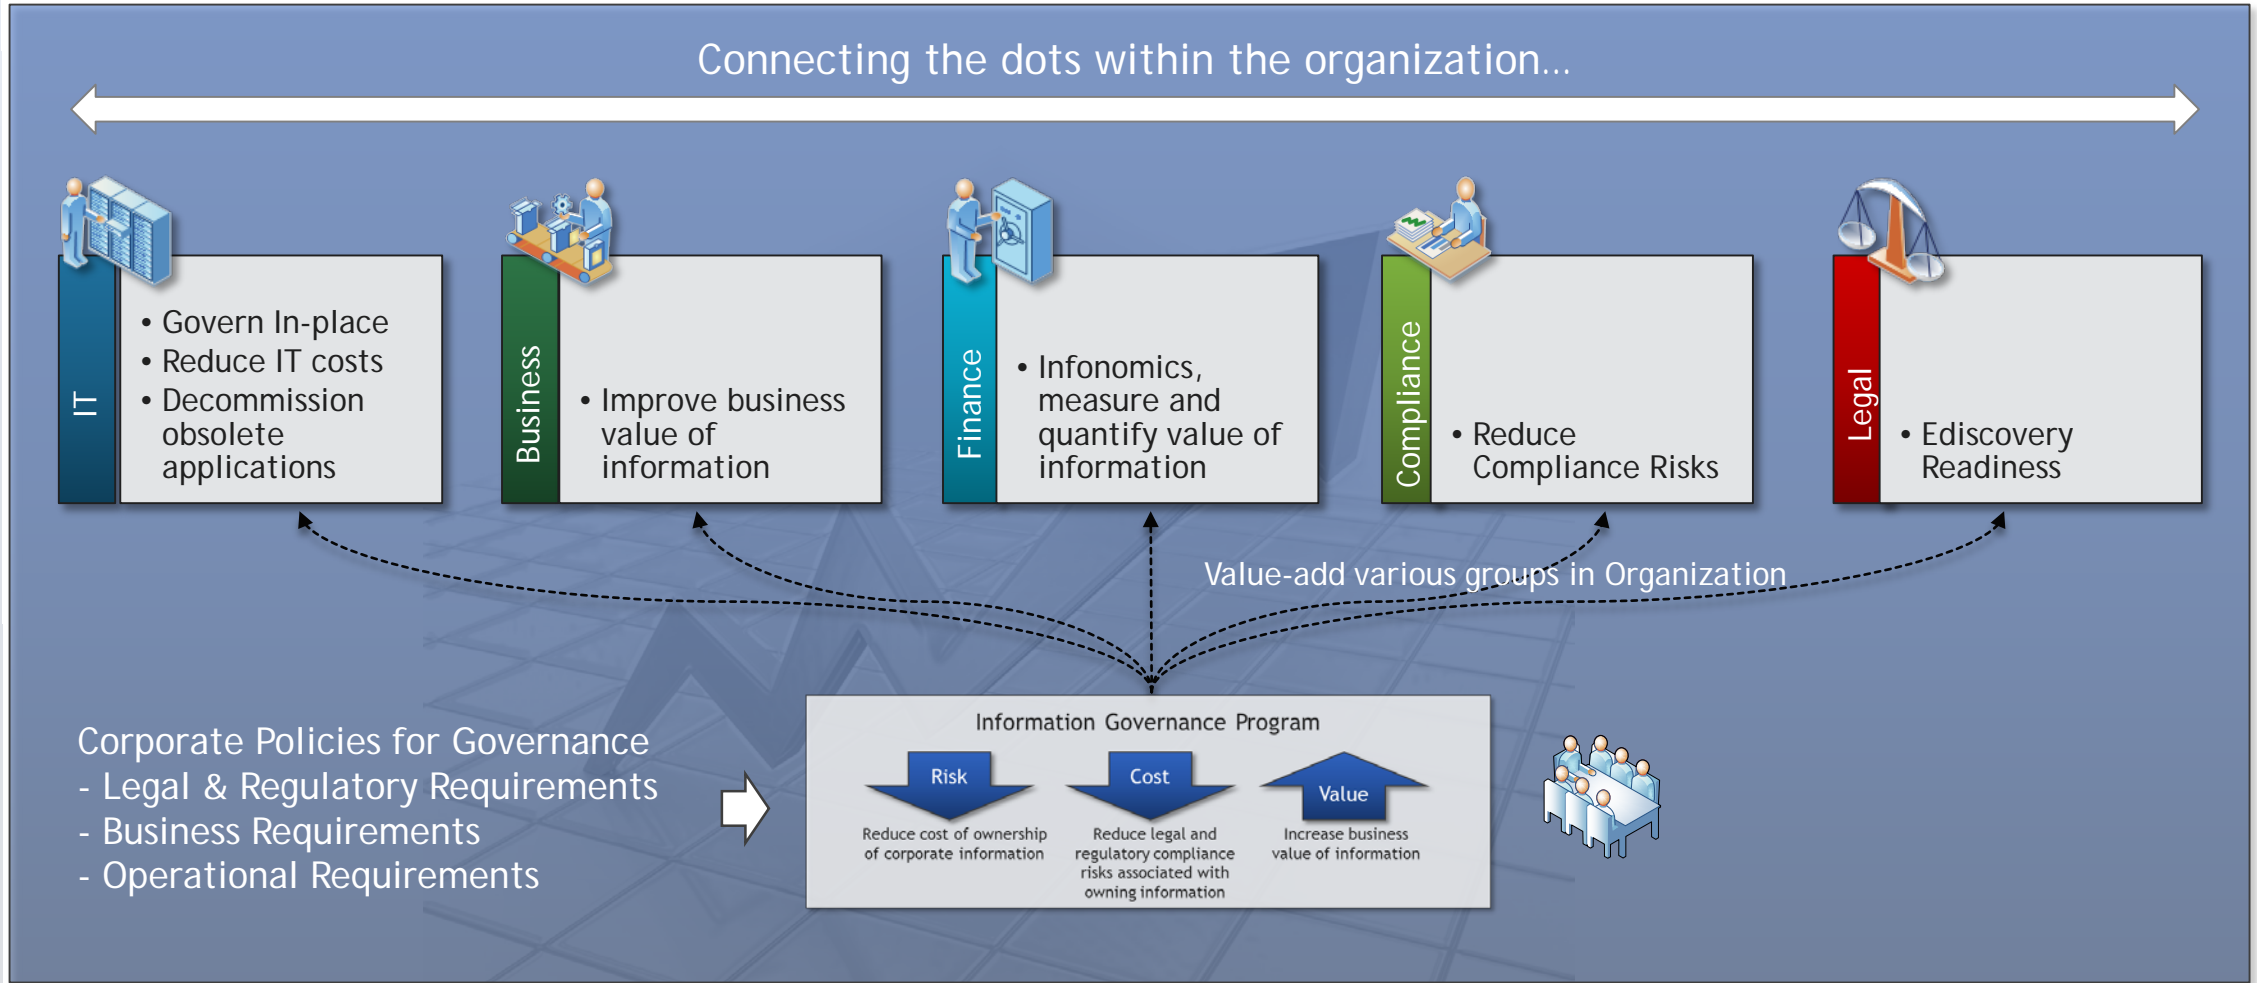 Connecting the dots within the organization...
IT
• Govern In-place
• Reduce IT costs
• Decommission
obsolete
applications
Business
• Improve business
value of
information
Finance
• Infonomics,
measure and
quantify value of
information
Compliance
• Reduce
Compliance Risks
Legal
• Ediscovery
Readiness
Value-add various groups in Organization
Corporate Policies for Governance
- Legal & Regulatory Requirements
- Business Requirements
- Operational Requirements
Information Governance Program
Risk
Reduce cost of ownership
of corporate information
Cost
Reduce legal and
regulatory compliance
risks associated with
owning information
Value
Increase business
value of information